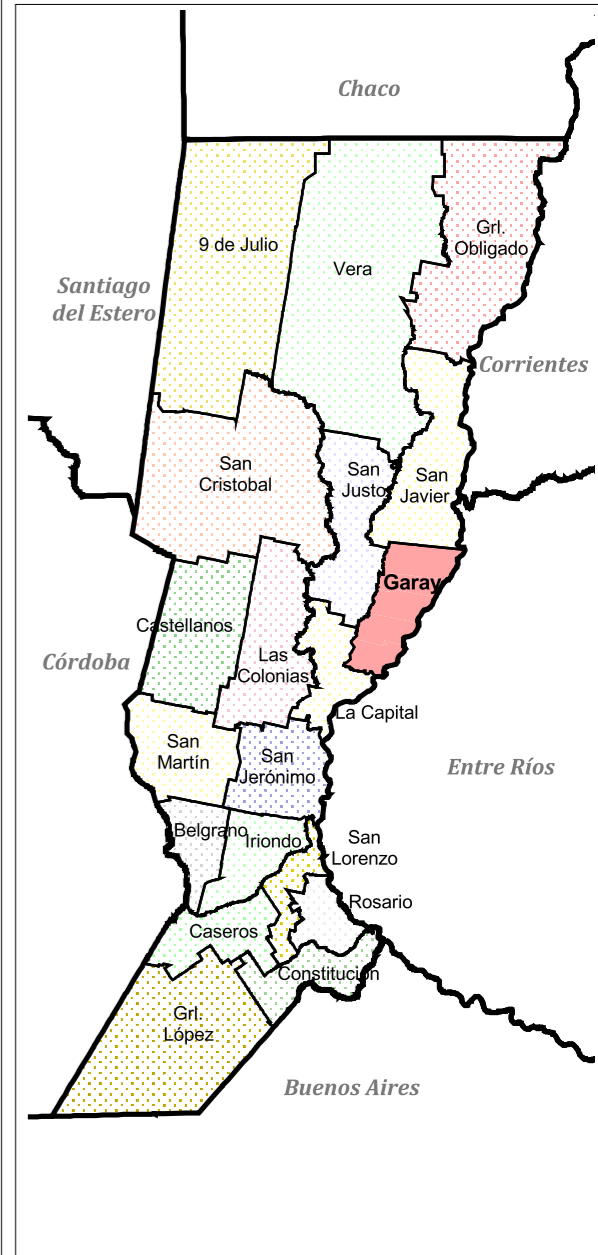 Chaco
Grl.
Obligado
9 de Julio
Vera
Santiago
del Estero
Corrientes
San
Cristobal
San
Justo
San
Javier
Garay
Castellanos
Las
Colonias
Córdoba
La Capital
San
Martín
San
Jerónimo
Entre Ríos
Belgrano
Iriondo
San
Lorenzo
Rosario
Caseros
Constitución
Grl.
López
Buenos Aires